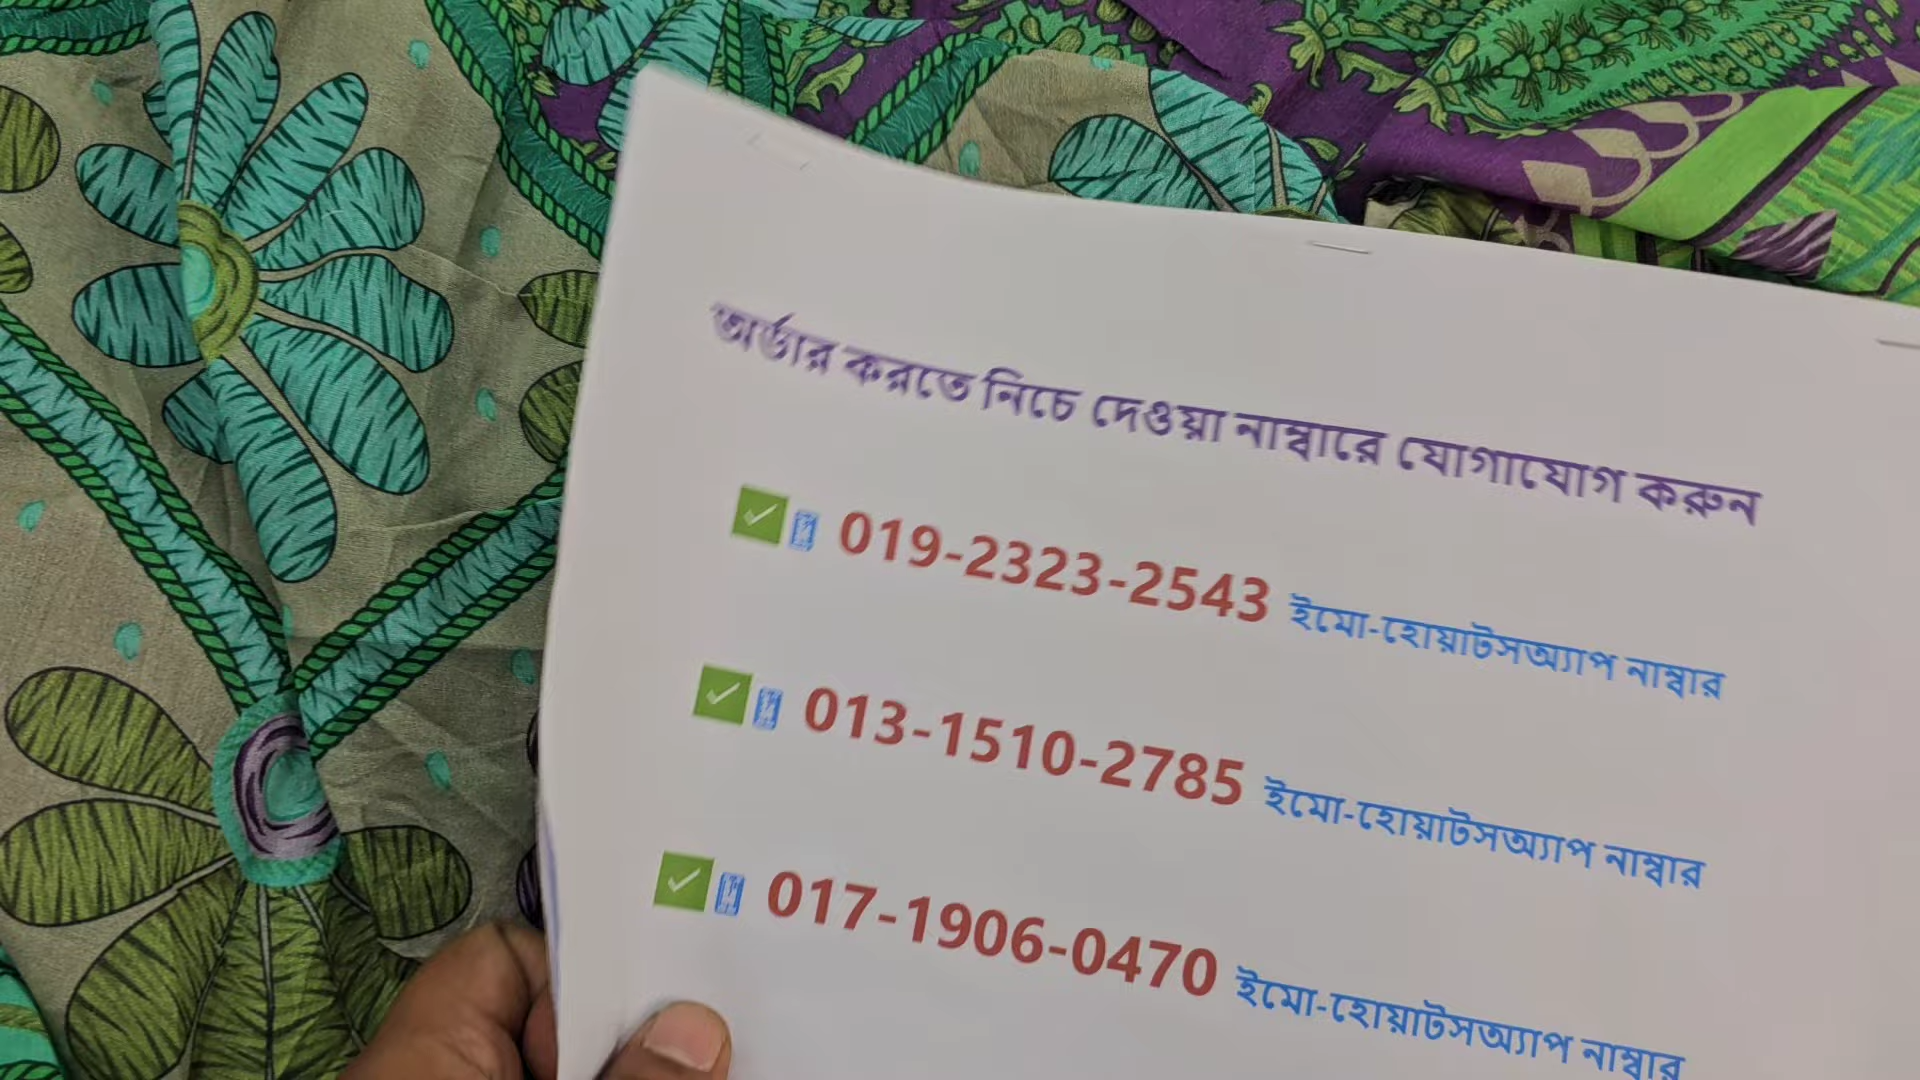 অর্ডার করতে নিচে দেওয়া নাম্বারে যোগাযোগ করুন
✅ 019-2323-2543 ইমো-হোয়াটসঅ্যাপ নাম্বার
✅ 013-1510-2785 ইমো-হোয়াটসঅ্যাপ নাম্বার
✅ 017-1906-0470 ইমো-হোয়াটসঅ্যাপ নাম্বার